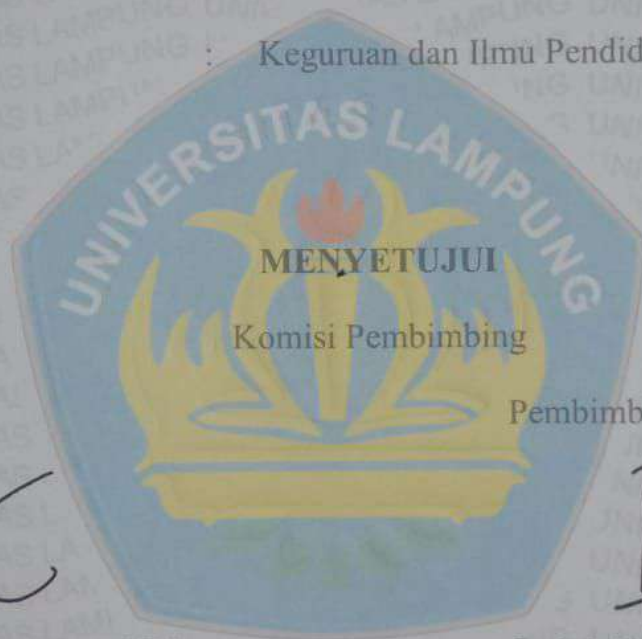 : Keguruan dan Ilmu Pendid
UNIVERSITAS LAMPUNG
MENYETUJUI
Komisi Pembimbing
Pembimb